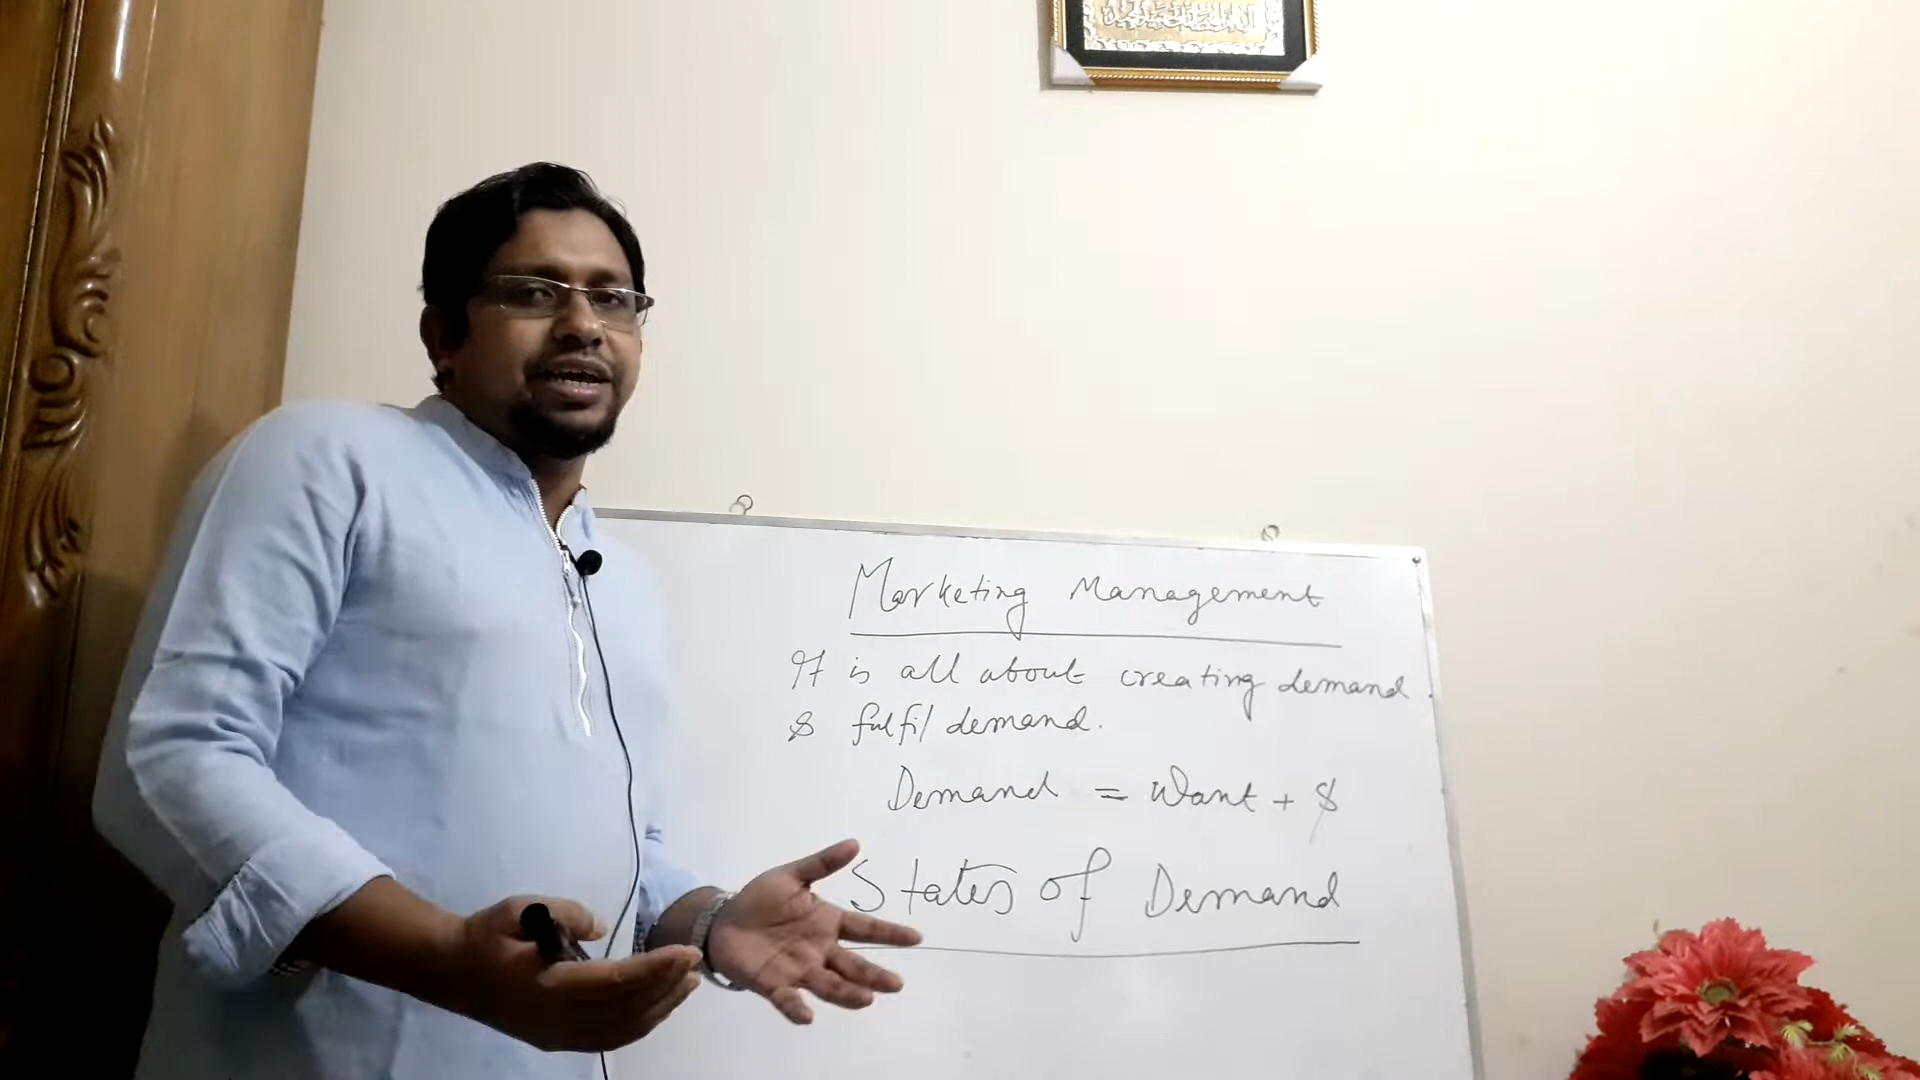 Marketing Management
It is all about creating demand
& fulfil demand.
Demand = Want + $
States of Demand